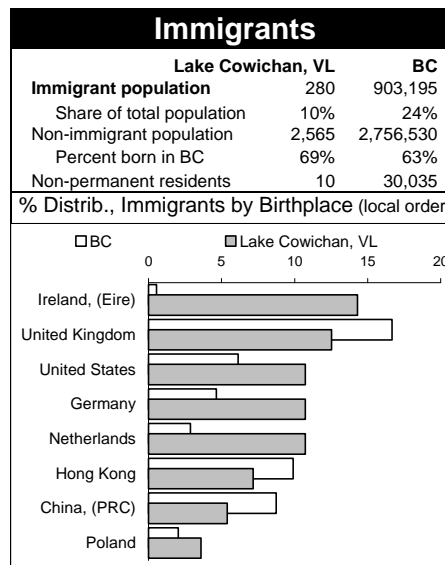 Immigrants
Lake Cowichan, VL BC
Immigrant population 280 903,195
Share of total population 10% 24%
Non-immigrant population 2,565 2,756,530
Percent born in BC 69% 63%
Non-permanent residents 10 30,035
% Distrib., Immigrants by Birthplace (local order
BC Lake Cowichan, VL
0 5 10 15 20
Ireland, (Eire)
United Kingdom
United States
Germany
Netherlands
Hong Kong
China, (PRC)
Poland